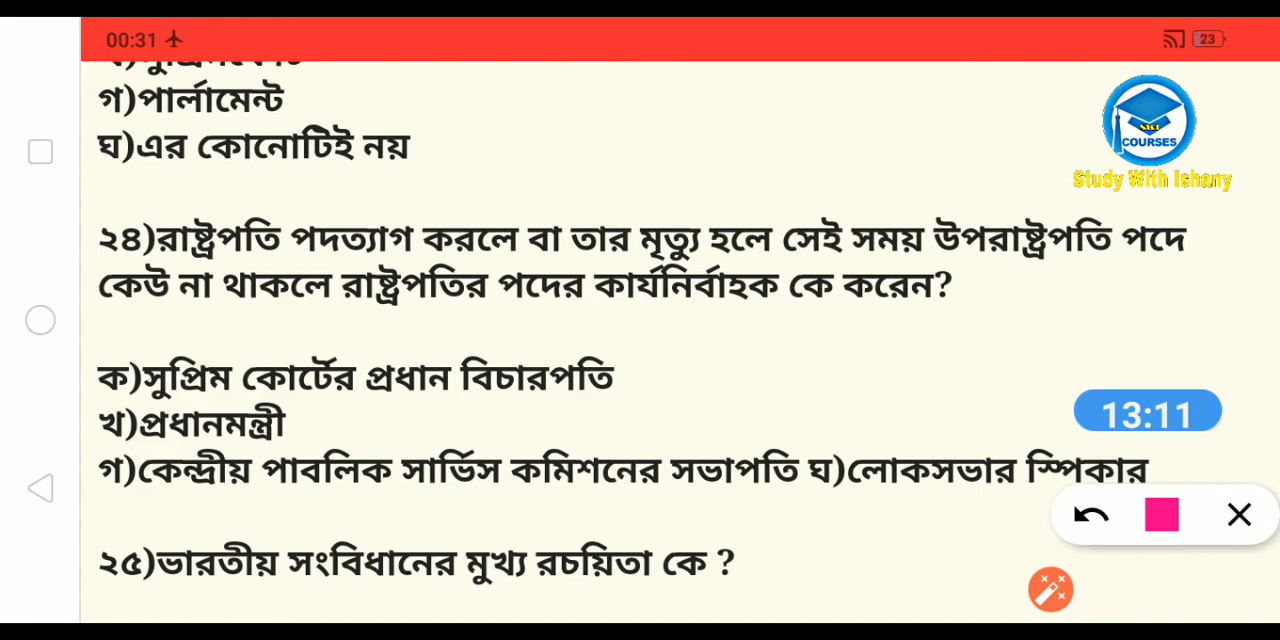 00:31
23
গ)পার্লামেন্ট
ঘ)এর কোনোটিই নয়
COURSES
Study With Ishany
২৪)রাষ্ট্রপতি পদত্যাগ করলে বা তার মৃত্যু হলে সেই সময় উপরাষ্ট্রপতি পদে
কেউ না থাকলে রাষ্ট্রপতির পদের কার্যনির্বাহক কে করেন?
ক)সুপ্রিম কোর্টের প্রধান বিচারপতি
খ)প্রধানমন্ত্রী
13:11
গ)কেন্দ্রীয় পাবলিক সার্ভিস কমিশনের সভাপতি ঘ)লোকসভার স্পিকার
২৫)ভারতীয় সংবিধানের মুখ্য রচয়িতা কে ?